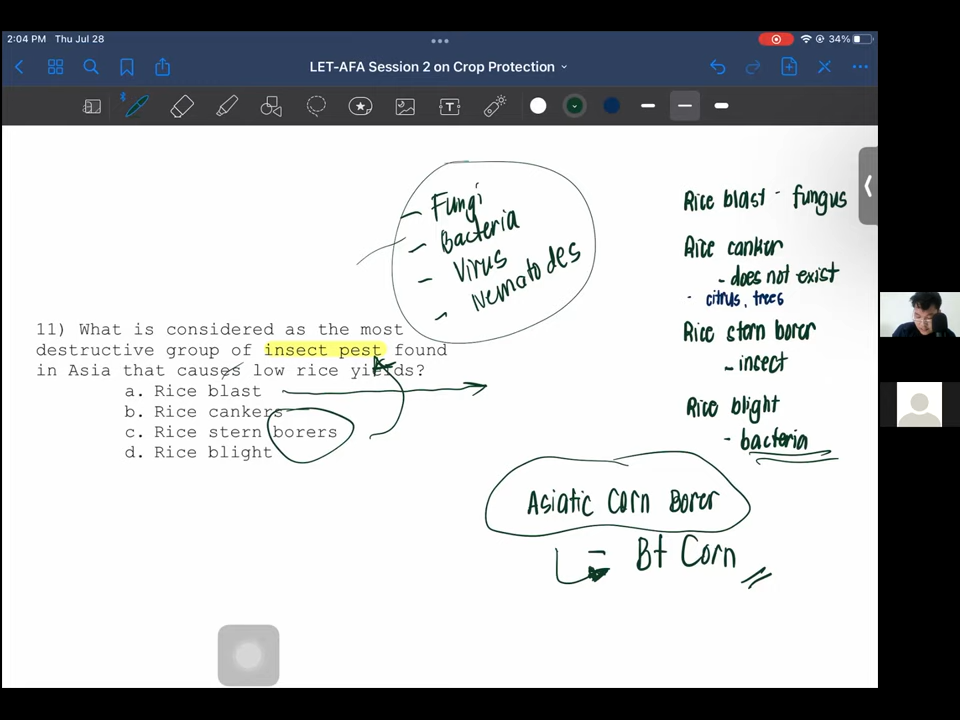 2:04 PM Thu Jul 28
34%
LET-AFA Session 2 on Crop Protection
- Fungi
- Bacteria
- Virus
- Nematodes
Rice blast - fungus
Rice canker
- does not exist
- citrus, trees
Rice stern borer
- insect
Rice blight
- bacteria
11) What is considered as the most
destructive group of insect pest found
in Asia that causes low rice yields?
a. Rice blast
b. Rice cankers
c. Rice stern borers
d. Rice blight
Asiatic Corn Borer
- Bt Corn